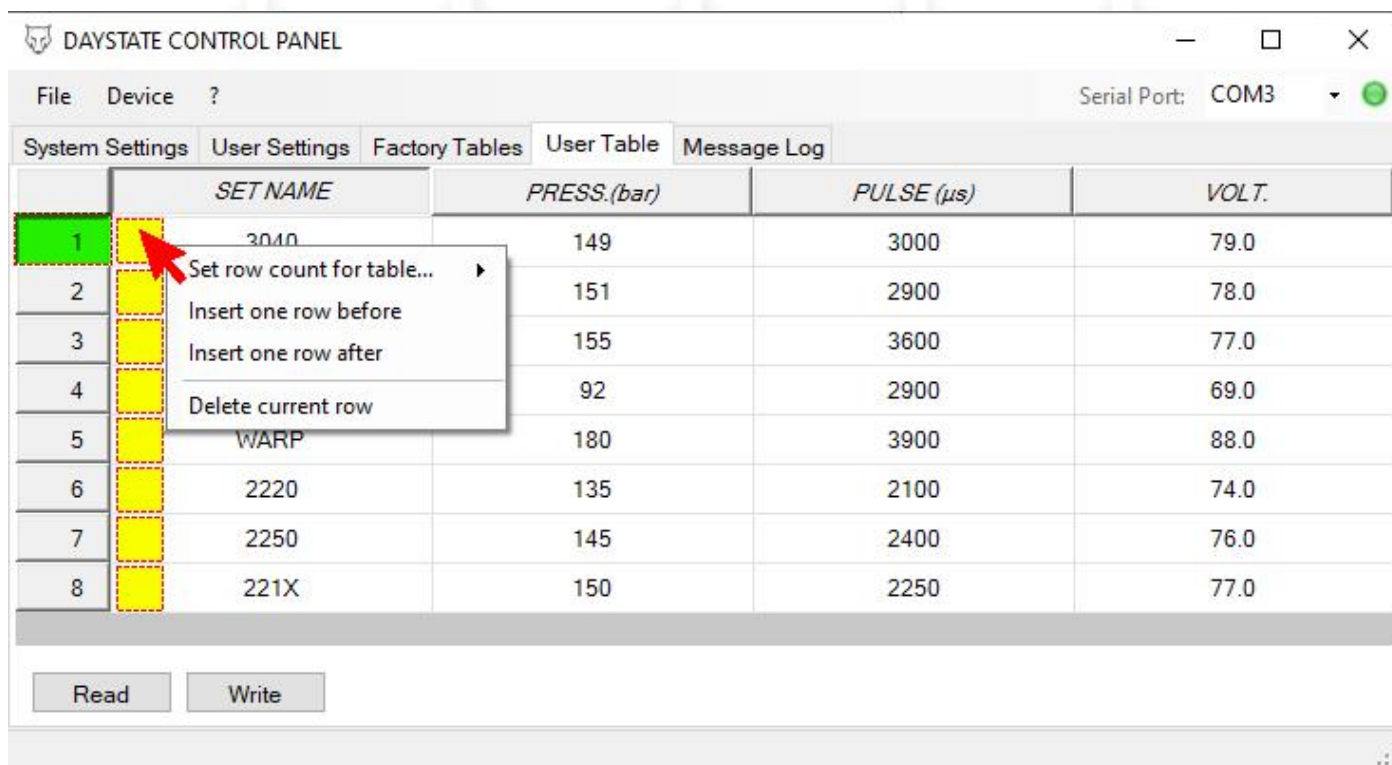 DAYSTATE CONTROL PANEL
File Device ? Serial Port: COM3
System Settings User Settings Factory Tables User Table Message Log
SET NAME PRESS.(bar) PULSE (µs) VOLT.
1 3040 149 3000 79.0
Set row count for table...
2 151 2900 78.0
Insert one row before
3 155 3600 77.0
Insert one row after
4 92 2900 69.0
Delete current row
5 WARP 180 3900 88.0
6 2220 135 2100 74.0
7 2250 145 2400 76.0
8 221X 150 2250 77.0
Read Write